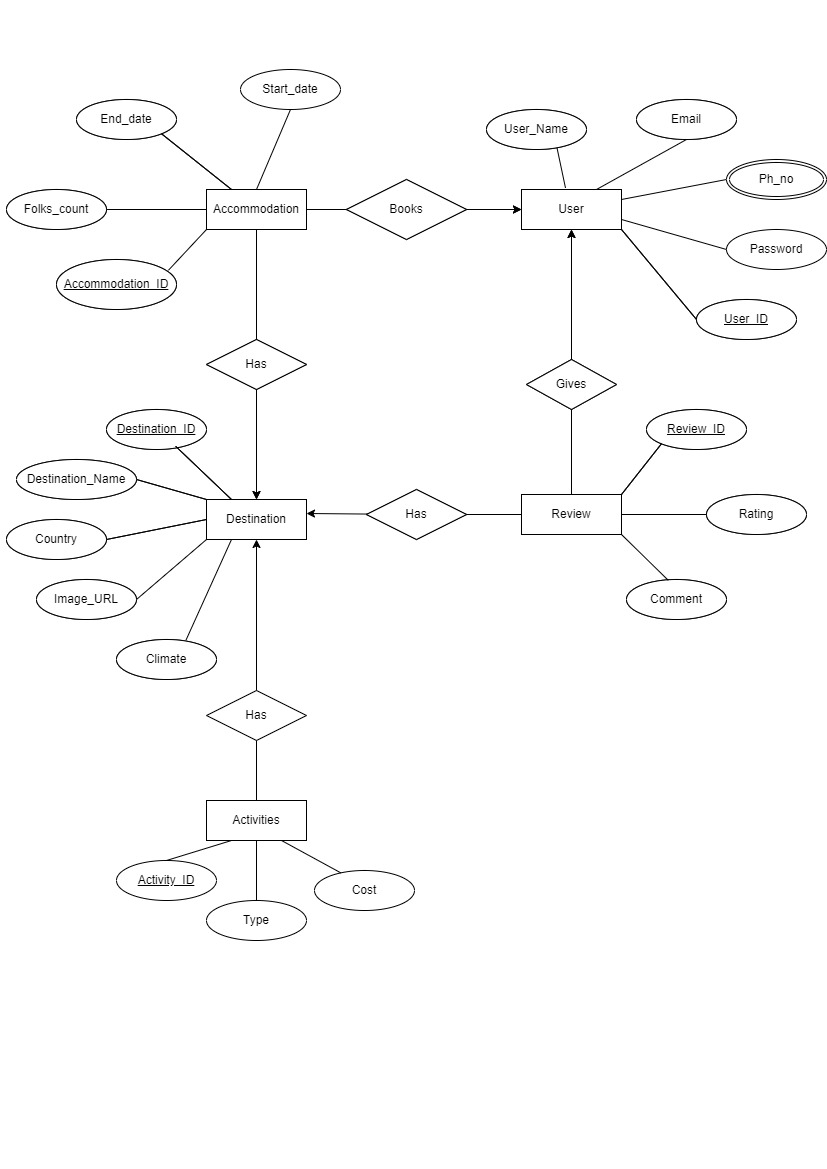 Start_date
End_date
User_Name
Email
Ph_no
Folks_count
Accommodation
Books
User
Password
Accommodation_ID
User_ID
Has
Gives
Destination_ID
Review_ID
Destination_Name
Destination
Has
Review
Rating
Country
Image_URL
Comment
Climate
Has
Activities
Activity_ID
Cost
Type